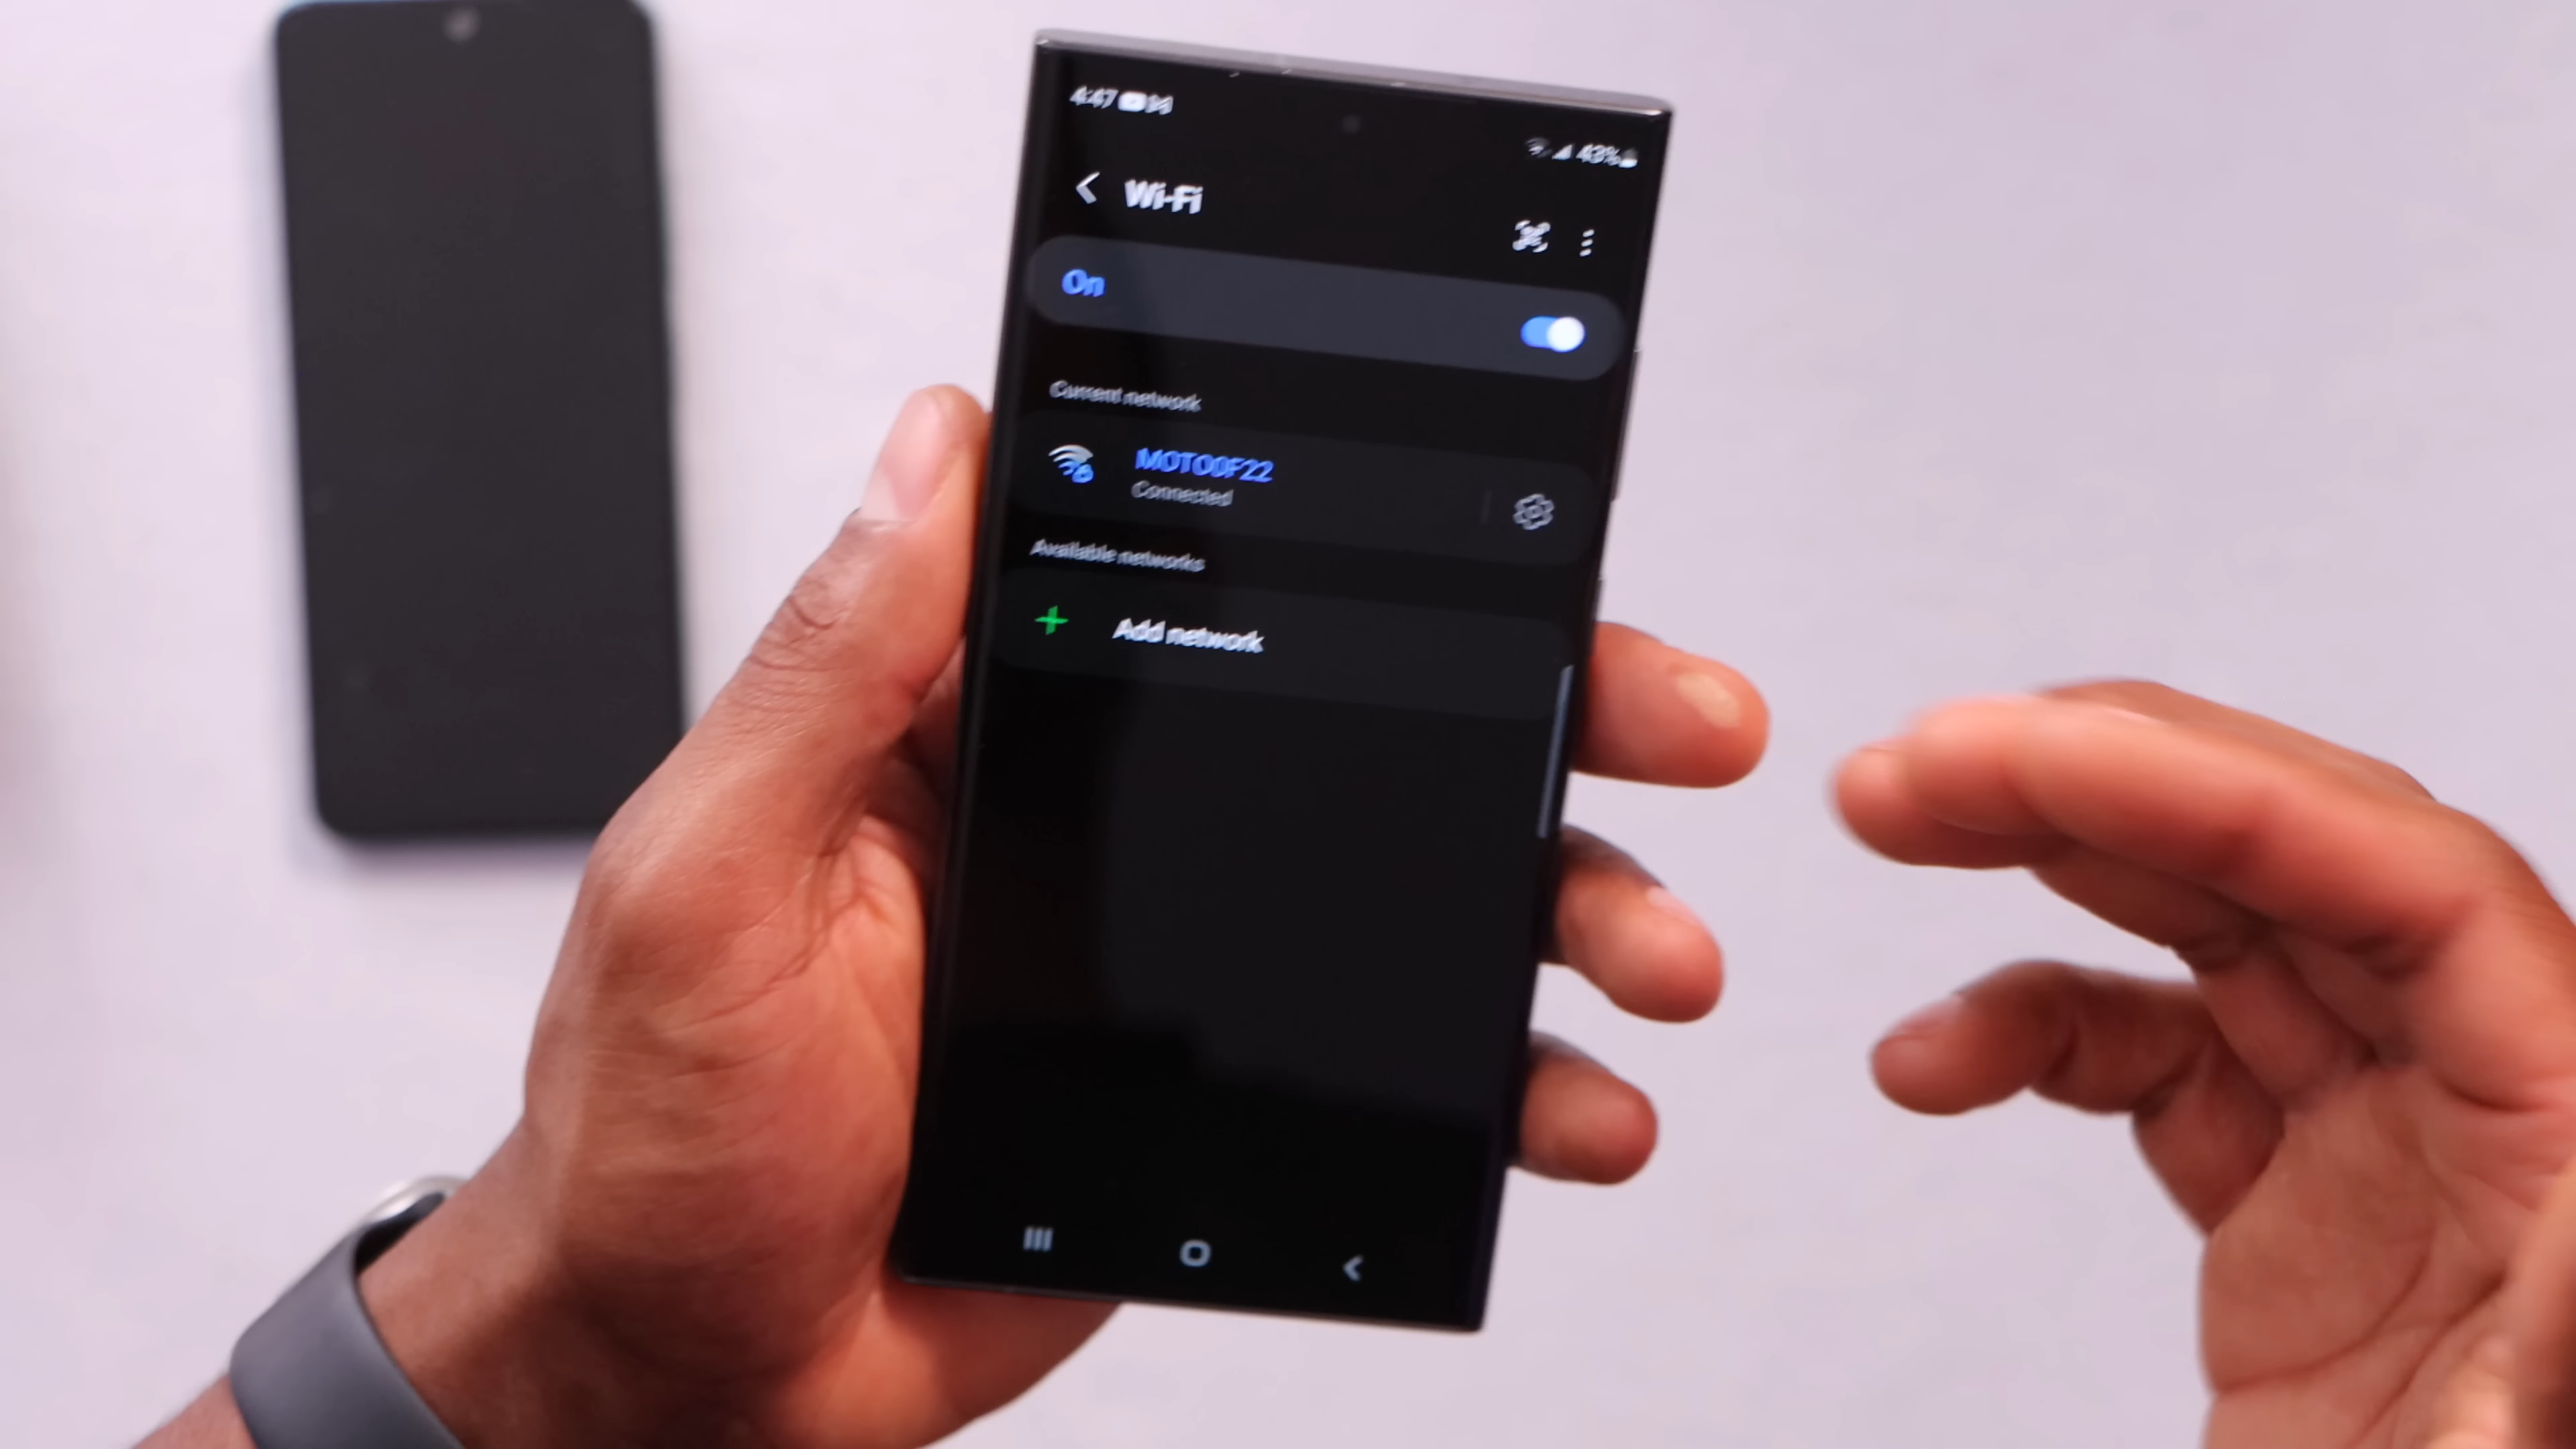 4:47
43%
Wi-Fi
On
Current network
MOTO0F22
Connected
Available networks
Add network